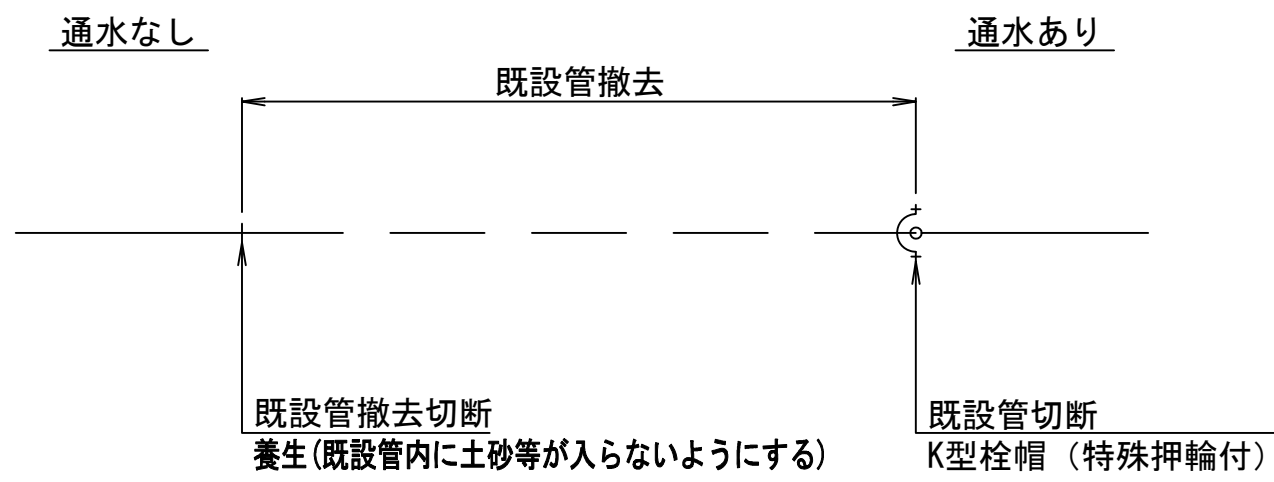 通水なし
通水あり
既設管撤去
既設管撤去切断
養生(既設管内に土砂等が入らないようにする)
既設管切断
K型栓帽（特殊押輪付）